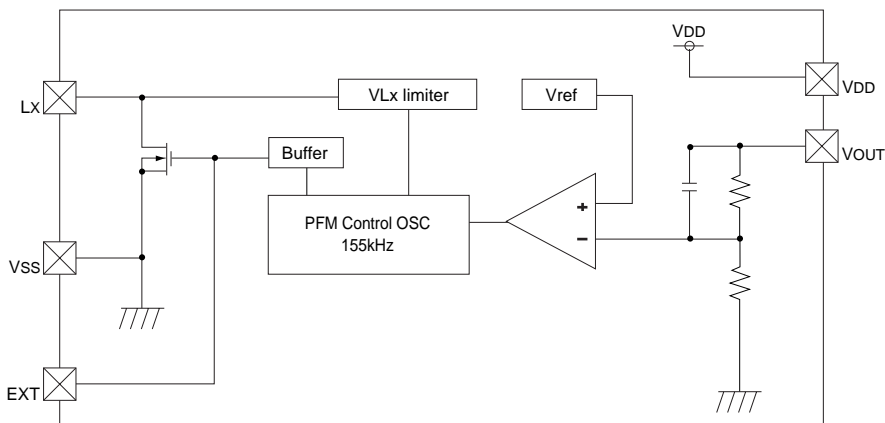 VDD
LX
VLx limiter
Vref
VDD
Buffer
VOUT
+
PFM Control OSC
155kHz
−
VSS
EXT